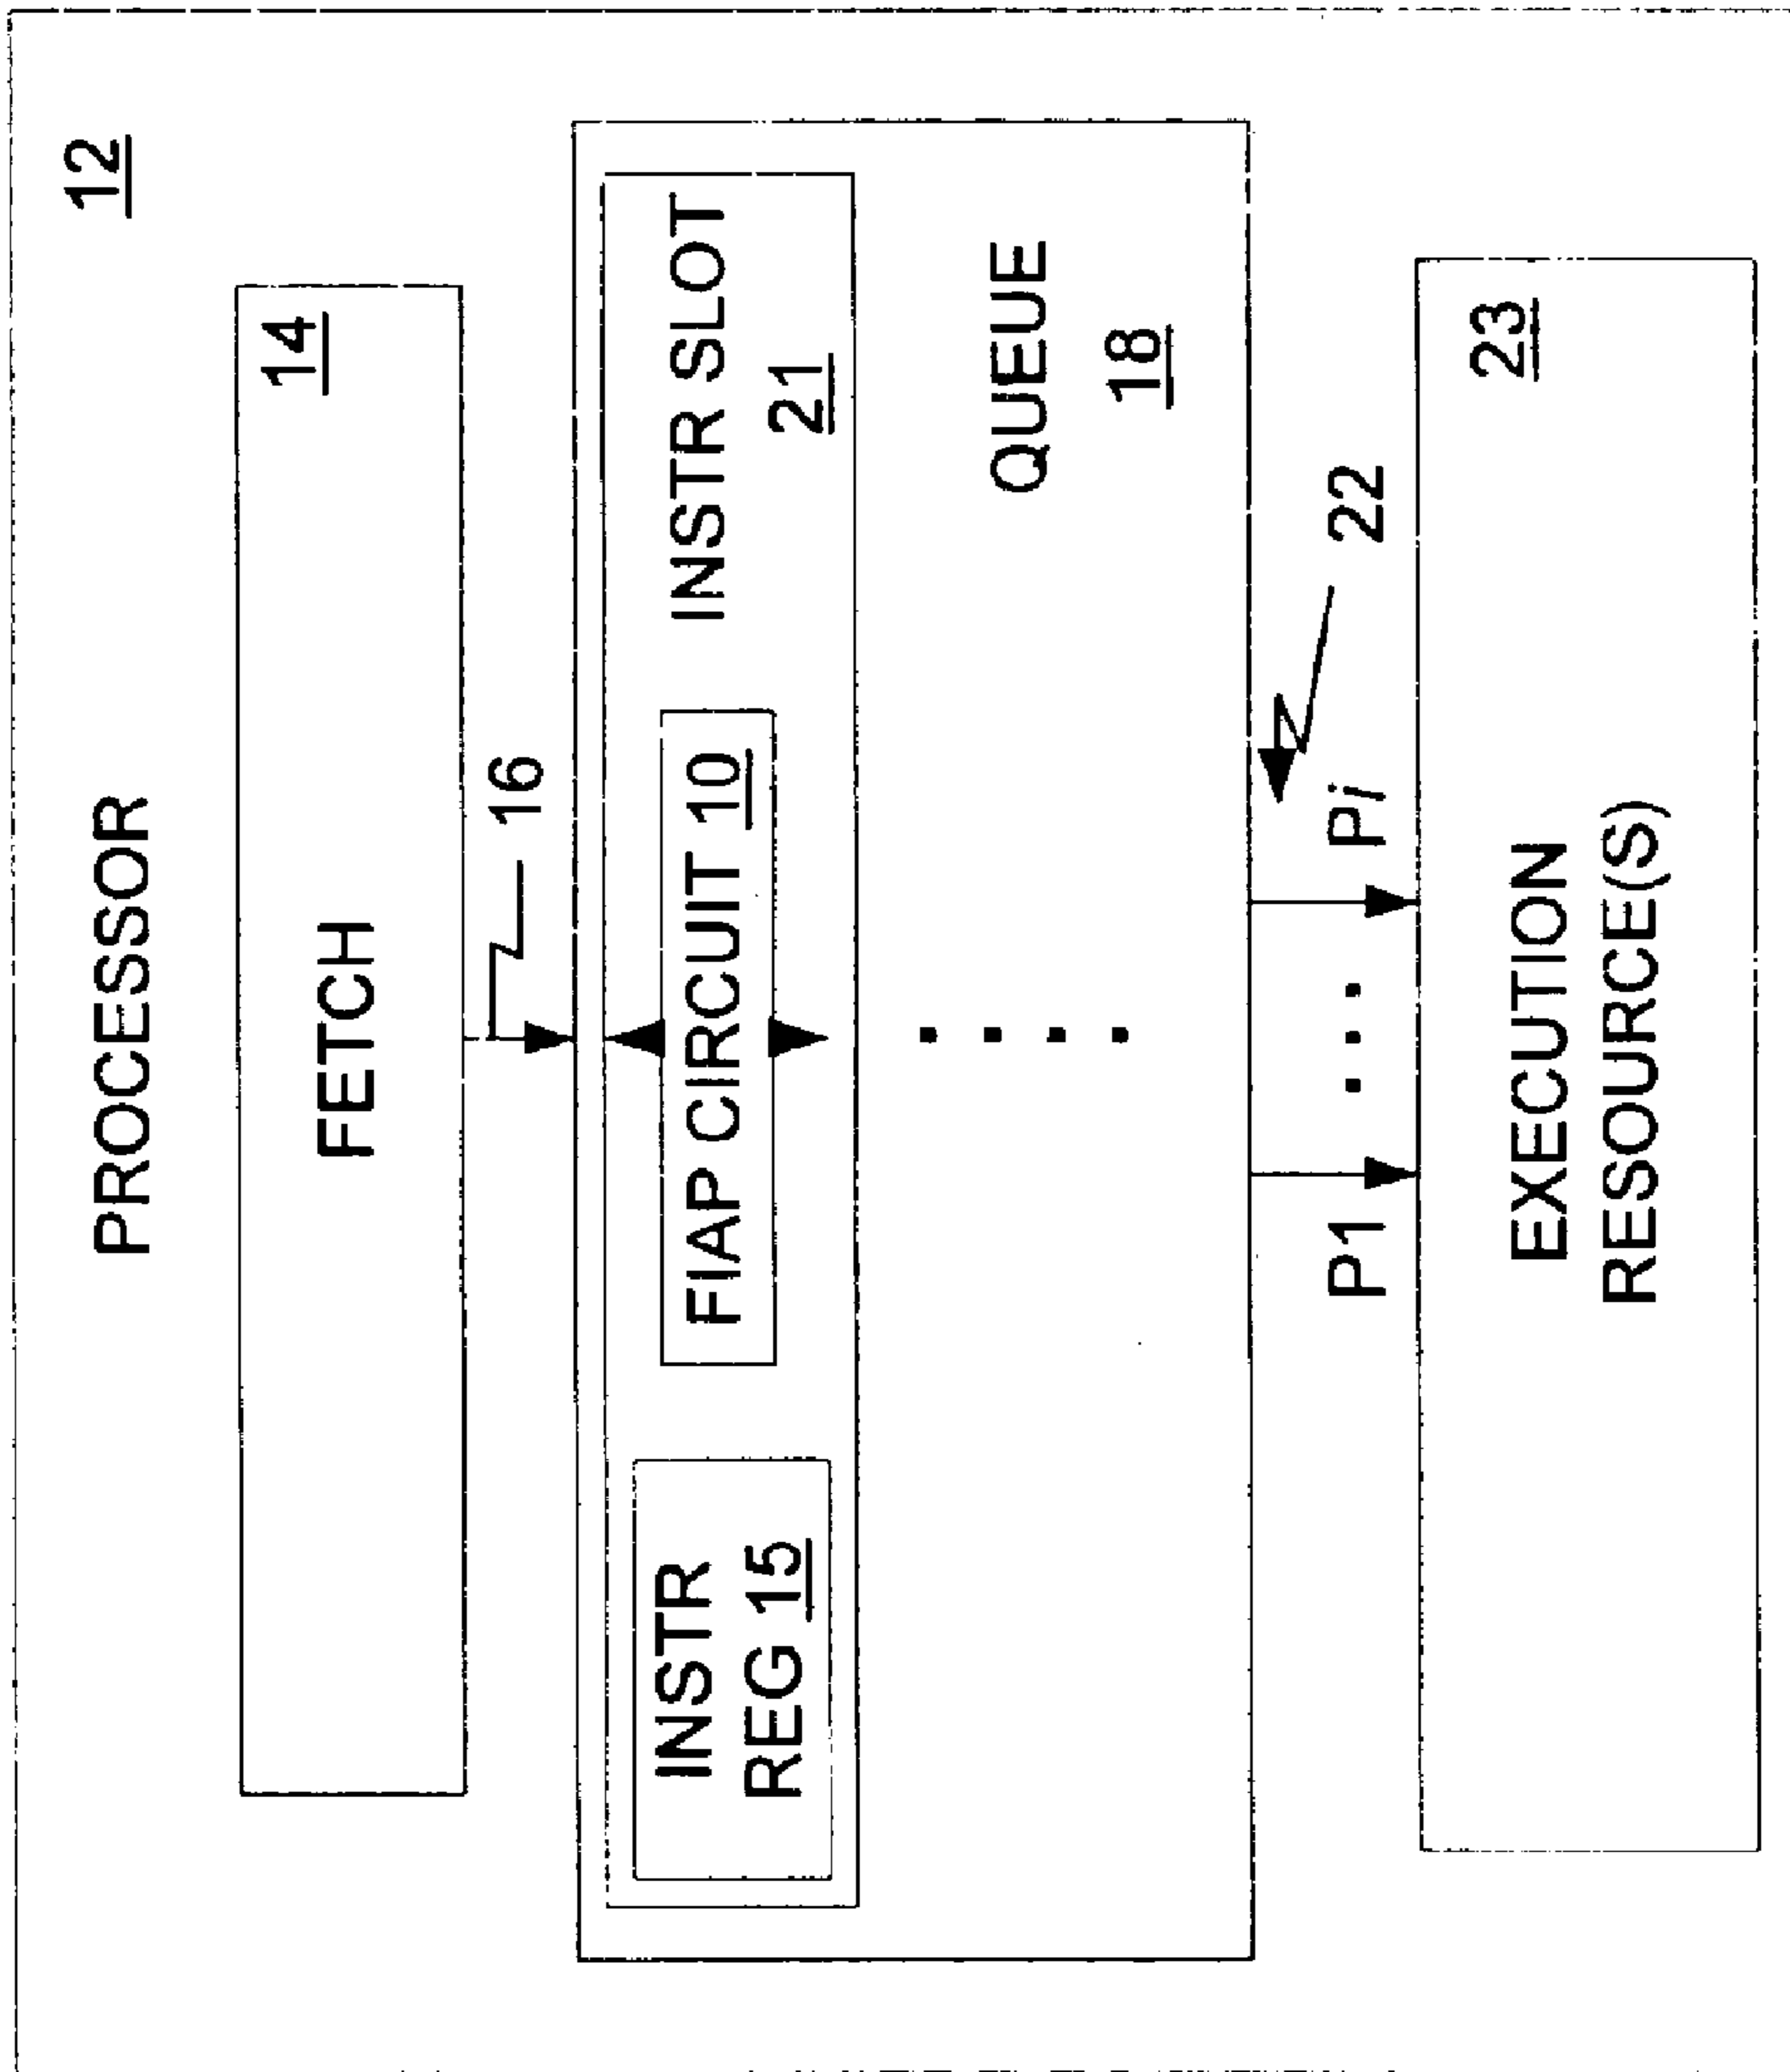 PROCESSOR
12
FETCH
14
16
INSTR
REG 15
FIAP CIRCUIT 10
INSTR SLOT
21
QUEUE
18
22
P1 • • • Pi
EXECUTION
RESOURCE(S)
23